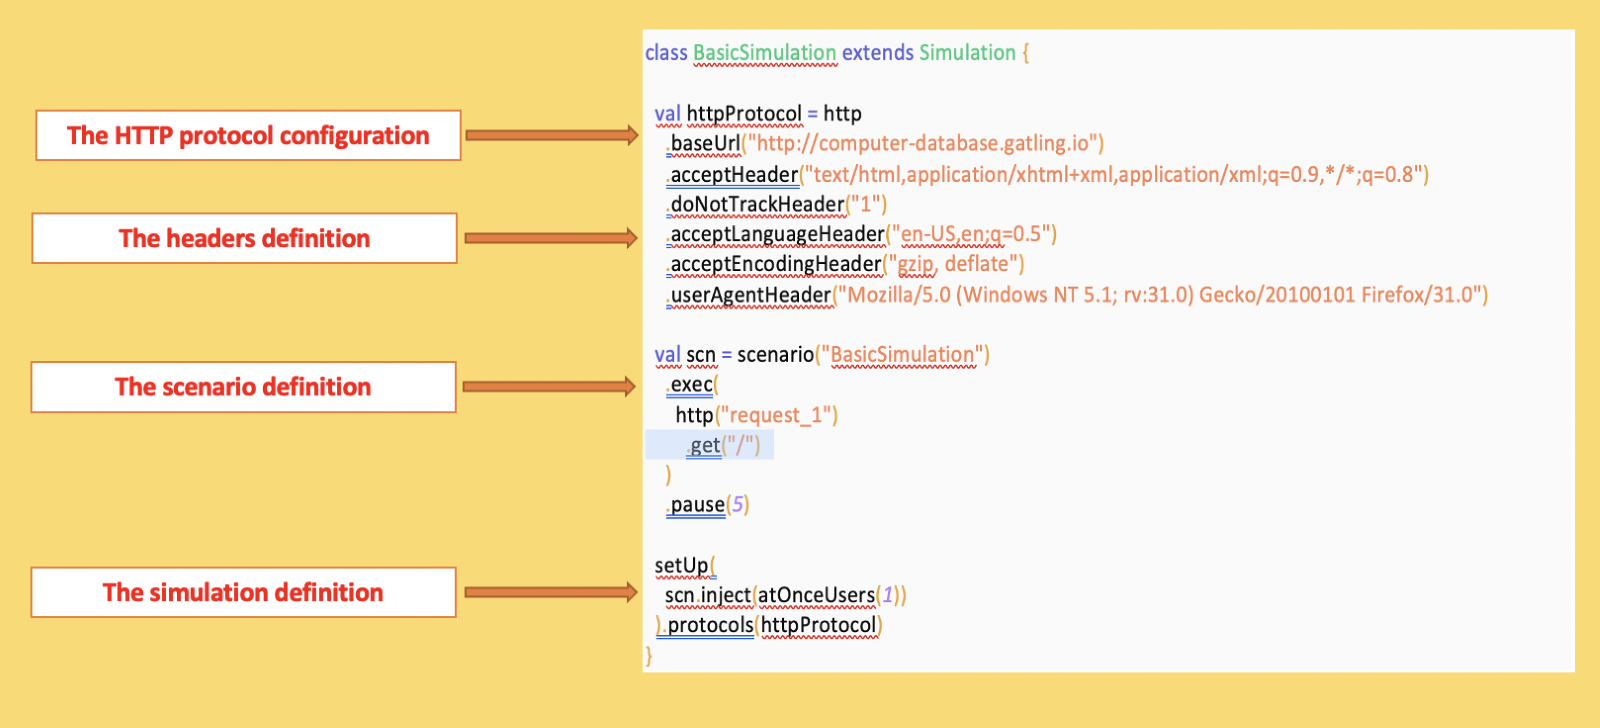 class BasicSimulation extends Simulation {
The HTTP protocol configuration
val httpProtocol = http
.baseUrl("http://computer-database.gatling.io")
.acceptHeader("text/html,application/xhtml+xml,application/xml;q=0.9,*/*;q=0.8")
.doNotTrackHeader("1")
The headers definition
.acceptLanguageHeader("en-US,en;q=0.5")
.acceptEncodingHeader("gzip, deflate")
.userAgentHeader("Mozilla/5.0 (Windows NT 5.1; rv:31.0) Gecko/20100101 Firefox/31.0")
The scenario definition
val scn = scenario("BasicSimulation")
.exec(
http("request_1")
.get("/")
)
.pause(5)
The simulation definition
setUp(
scn.inject(atOnceUsers(1))
).protocols(httpProtocol)
}